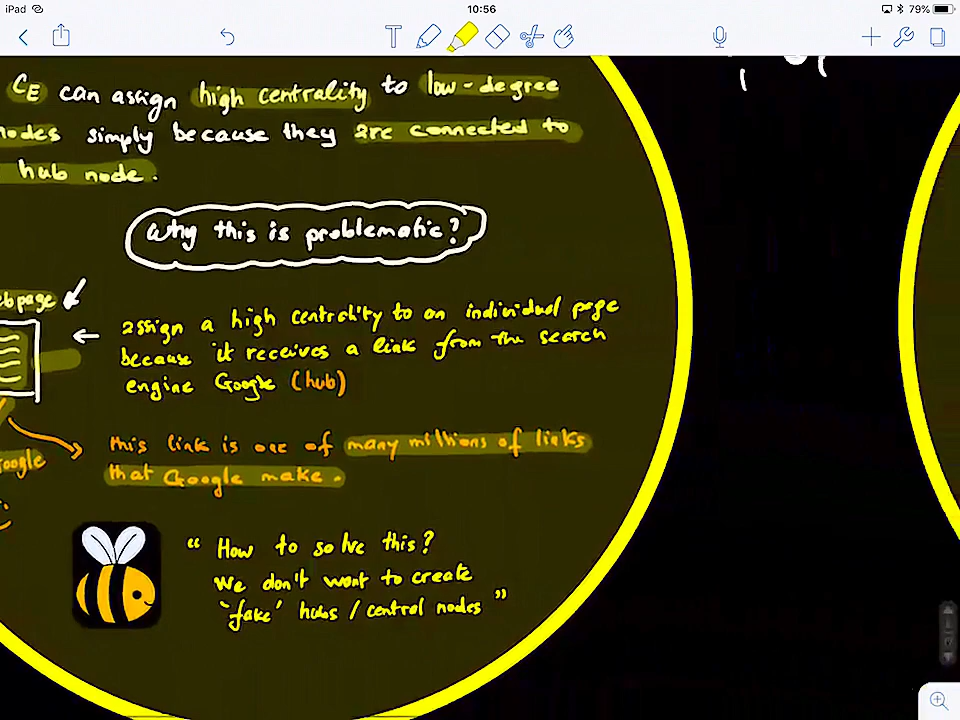 iPad
10:56
79%
T
CE can assign high centrality to low-degree
nodes simply because they are connected to
hub node.
Why this is problematic?
webpage
assign a high centrality to an individual page
because it receives a link from the search
engine Google (hub)
this link is one of many millions of links
Google
that Google make.
"How to solve this?
We don't want to create
'fake' hubs / central nodes"